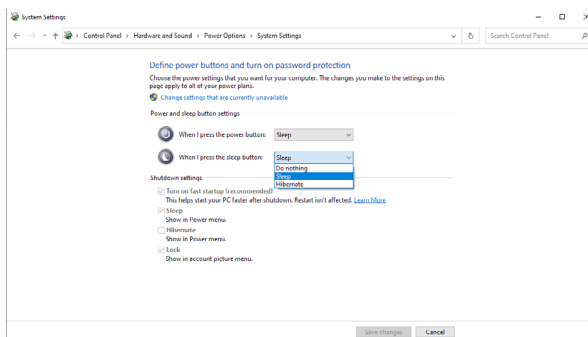 System Settings
Control Panel > Hardware and Sound > Power Options > System Settings
Search Control Panel
Define power buttons and turn on password protection
Choose the power settings that you want for your computer. The changes you make to the settings on this
page apply to all of your power plans.
Change settings that are currently unavailable
Power and sleep button settings
When I press the power button: Sleep
When I press the sleep button: Sleep
Do nothing
Sleep
Hibernate
Shutdown settings
Turn on fast startup (recommended)
This helps start your PC faster after shutdown. Restart isn't affected. Learn More
Sleep
Show in Power menu.
Hibernate
Show in Power menu.
Lock
Show in account picture menu.
Save changes Cancel